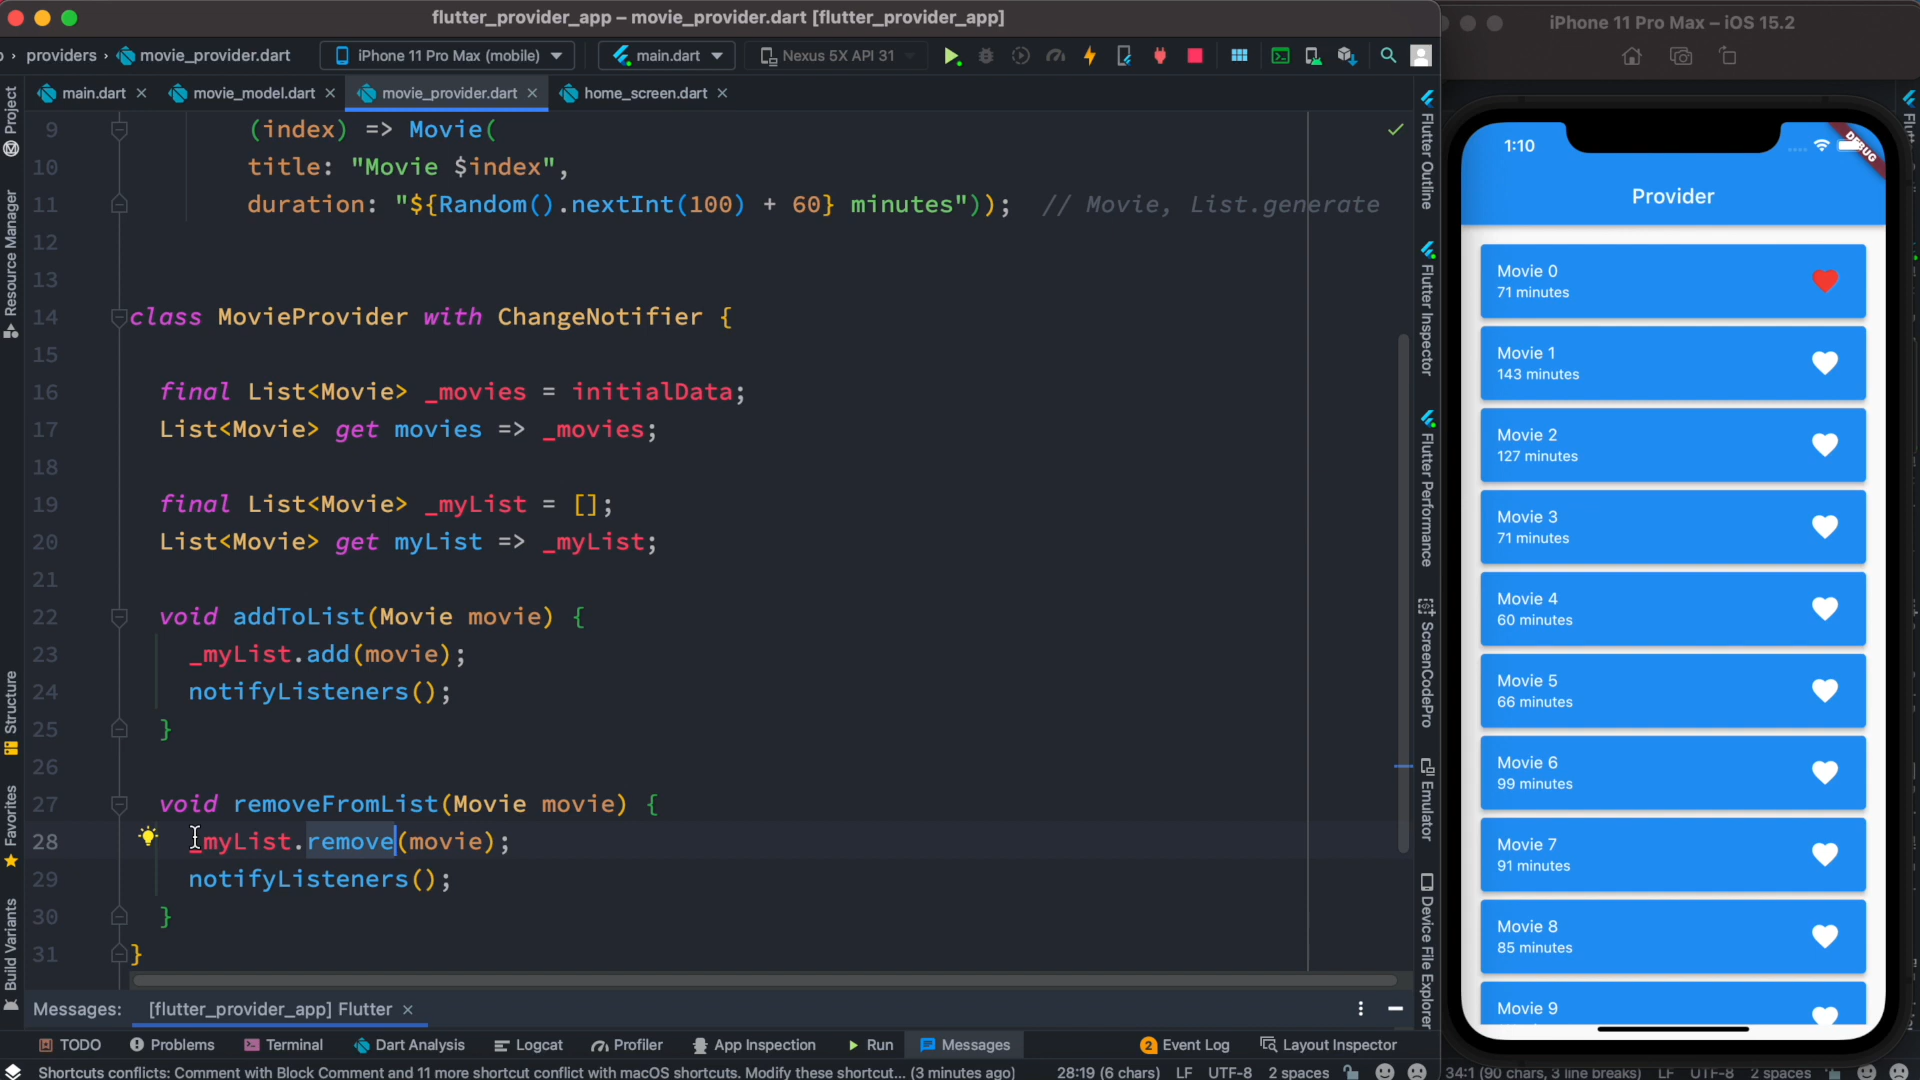 flutter_provider_app – movie_provider.dart [flutter_provider_app]
providers
movie_provider.dart
iPhone 11 Pro Max (mobile)
main.dart
Nexus 5X API 31
main.dart
movie_model.dart
movie_provider.dart
home_screen.dart
9 (index) => Movie(
10 title: "Movie $index",
11 duration: "${Random().nextInt(100) + 60} minutes")); // Movie, List.generate
12
13
14 class MovieProvider with ChangeNotifier {
15
16 final List<Movie> _movies = initialData;
17 List<Movie> get movies => _movies;
18
19 final List<Movie> _myList = [];
20 List<Movie> get myList => _myList;
21
22 void addToList(Movie movie) {
23 _myList.add(movie);
24 notifyListeners();
25 }
26
27 void removeFromList(Movie movie) {
28 _myList.remove(movie);
29 notifyListeners();
30 }
31 }
Project
Resource Manager
Structure
Favorites
Build Variants
Flutter Outline
Flutter Inspector
Flutter Performance
ScreenCodePro
Emulator
Device File Explorer
Messages:
[flutter_provider_app] Flutter
TODO
Problems
Terminal
Dart Analysis
Logcat
Profiler
App Inspection
Run
Messages
2 Event Log
Layout Inspector
Shortcuts conflicts: Comment with Block Comment and 11 more shortcut conflict with macOS shortcuts. Modify these shortcut... (3 minutes ago)
28:19 (6 chars)
LF
UTF-8
2 spaces
iPhone 11 Pro Max – iOS 15.2
1:10
DEBUG
Provider
Movie 0
71 minutes
Movie 1
143 minutes
Movie 2
127 minutes
Movie 3
71 minutes
Movie 4
60 minutes
Movie 5
66 minutes
Movie 6
99 minutes
Movie 7
91 minutes
Movie 8
85 minutes
Movie 9
34:1 (90 chars, 3 line breaks)
LF
UTF-8
2 spaces